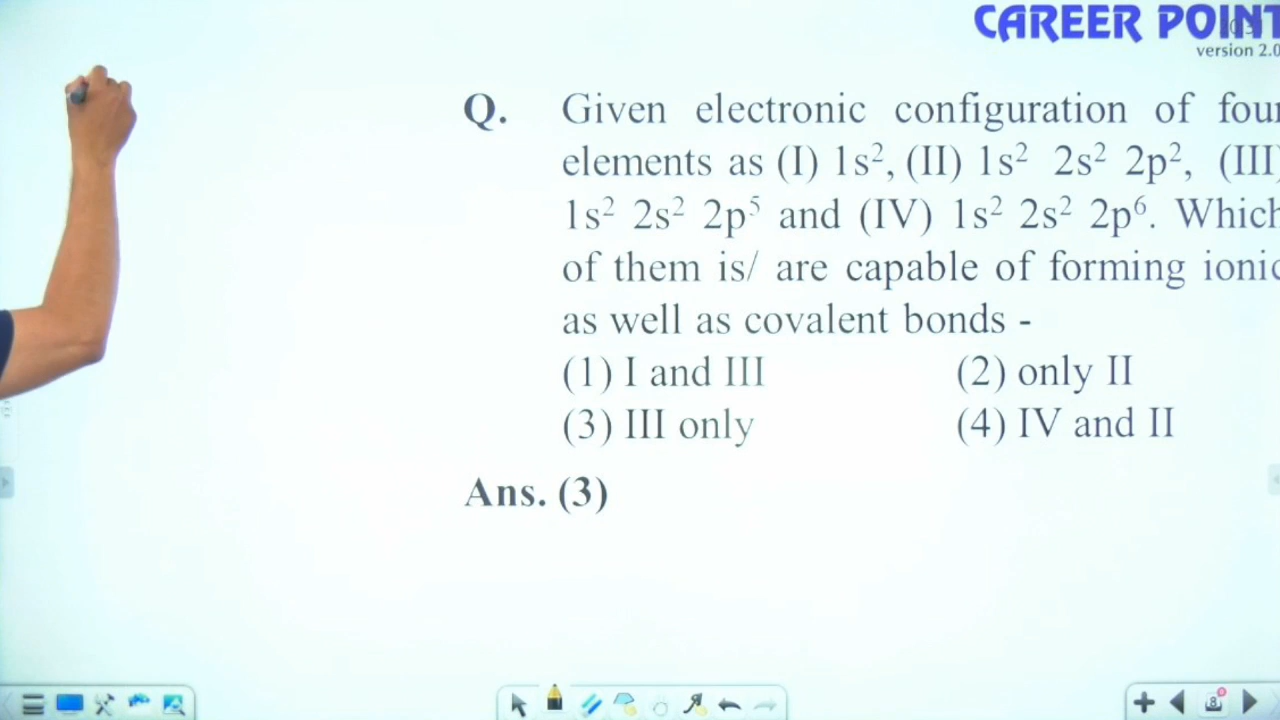 CAREER POINT
version 2.0
Q. Given electronic configuration of four
elements as (I) 1s², (II) 1s² 2s² 2p², (III)
1s² 2s² 2p⁵ and (IV) 1s² 2s² 2p⁶. Which
of them is/ are capable of forming ionic
as well as covalent bonds -
(1) I and III (2) only II
(3) III only (4) IV and II
Ans. (3)
8